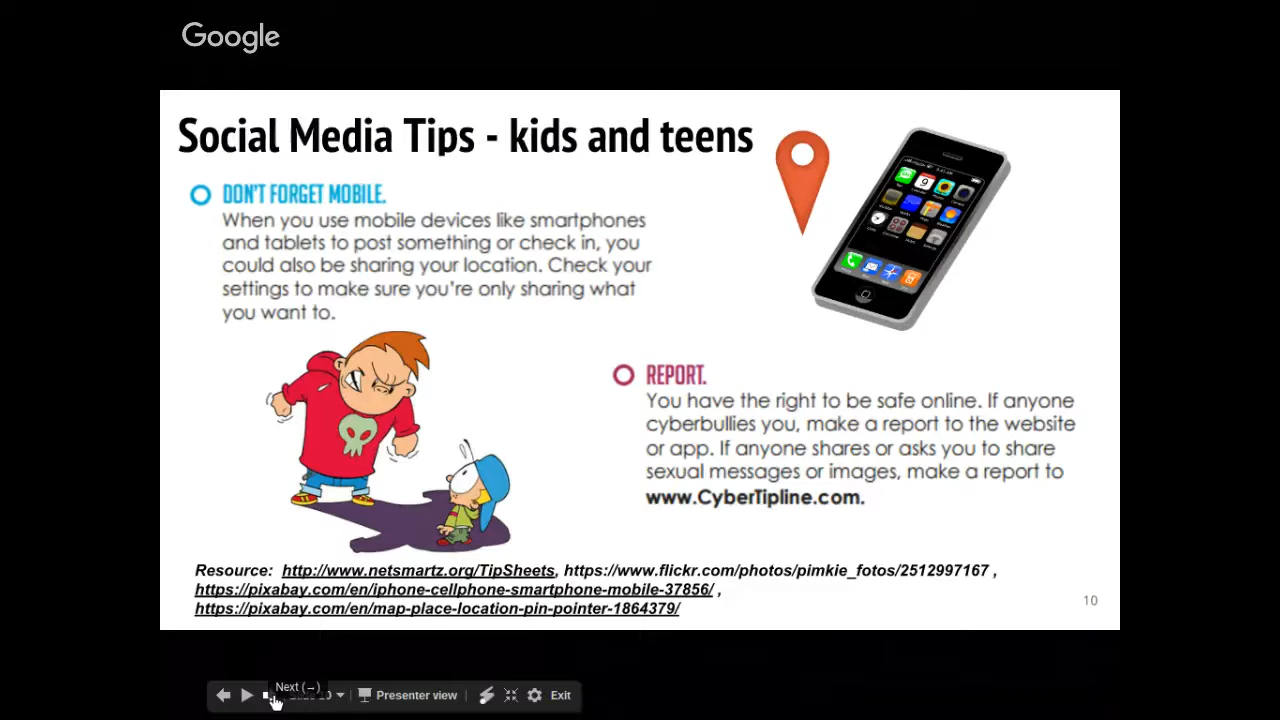 Google
Social Media Tips - kids and teens
DON'T FORGET MOBILE.
When you use mobile devices like smartphones
and tablets to post something or check in, you
could also be sharing your location. Check your
settings to make sure you're only sharing what
you want to.
REPORT.
You have the right to be safe online. If anyone
cyberbullies you, make a report to the website
or app. If anyone shares or asks you to share
sexual messages or images, make a report to
www.CyberTipline.com.
Resource: http://www.netsmartz.org/TipSheets, https://www.flickr.com/photos/pimkie_fotos/2512997167 ,
https://pixabay.com/en/iphone-cellphone-smartphone-mobile-37856/ ,
https://pixabay.com/en/map-place-location-pin-pointer-1864379/
10
Next (→)
Presenter view
Exit